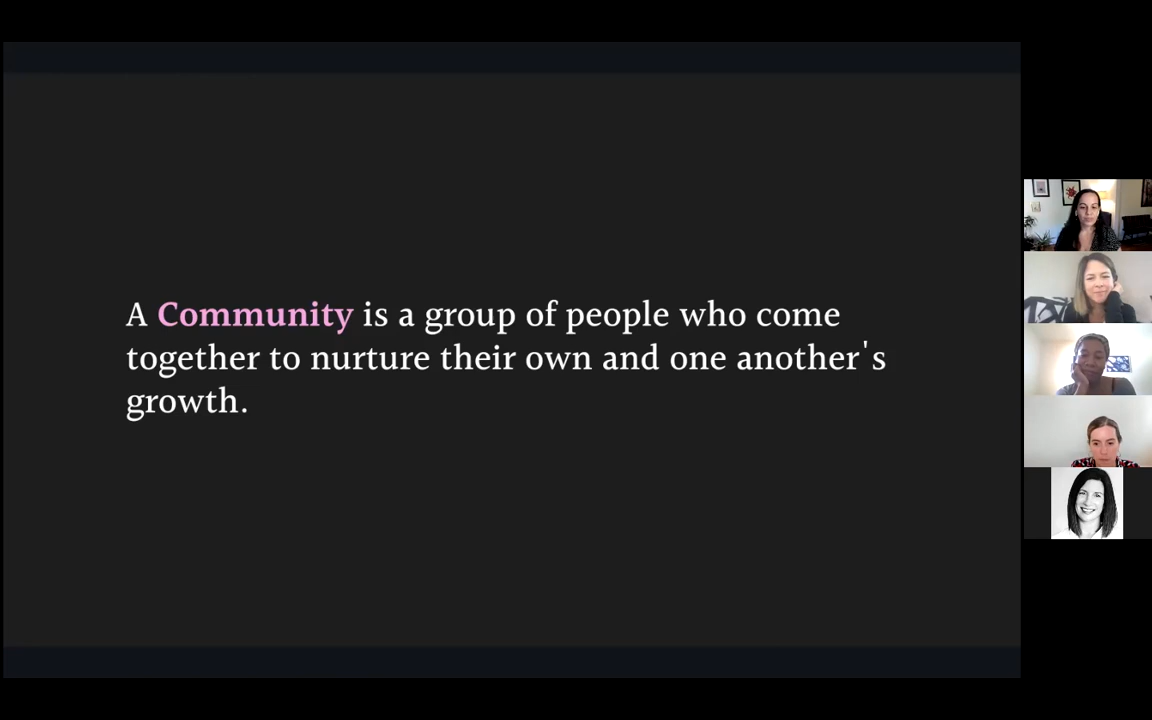 A Community is a group of people who come
together to nurture their own and one another's
growth.